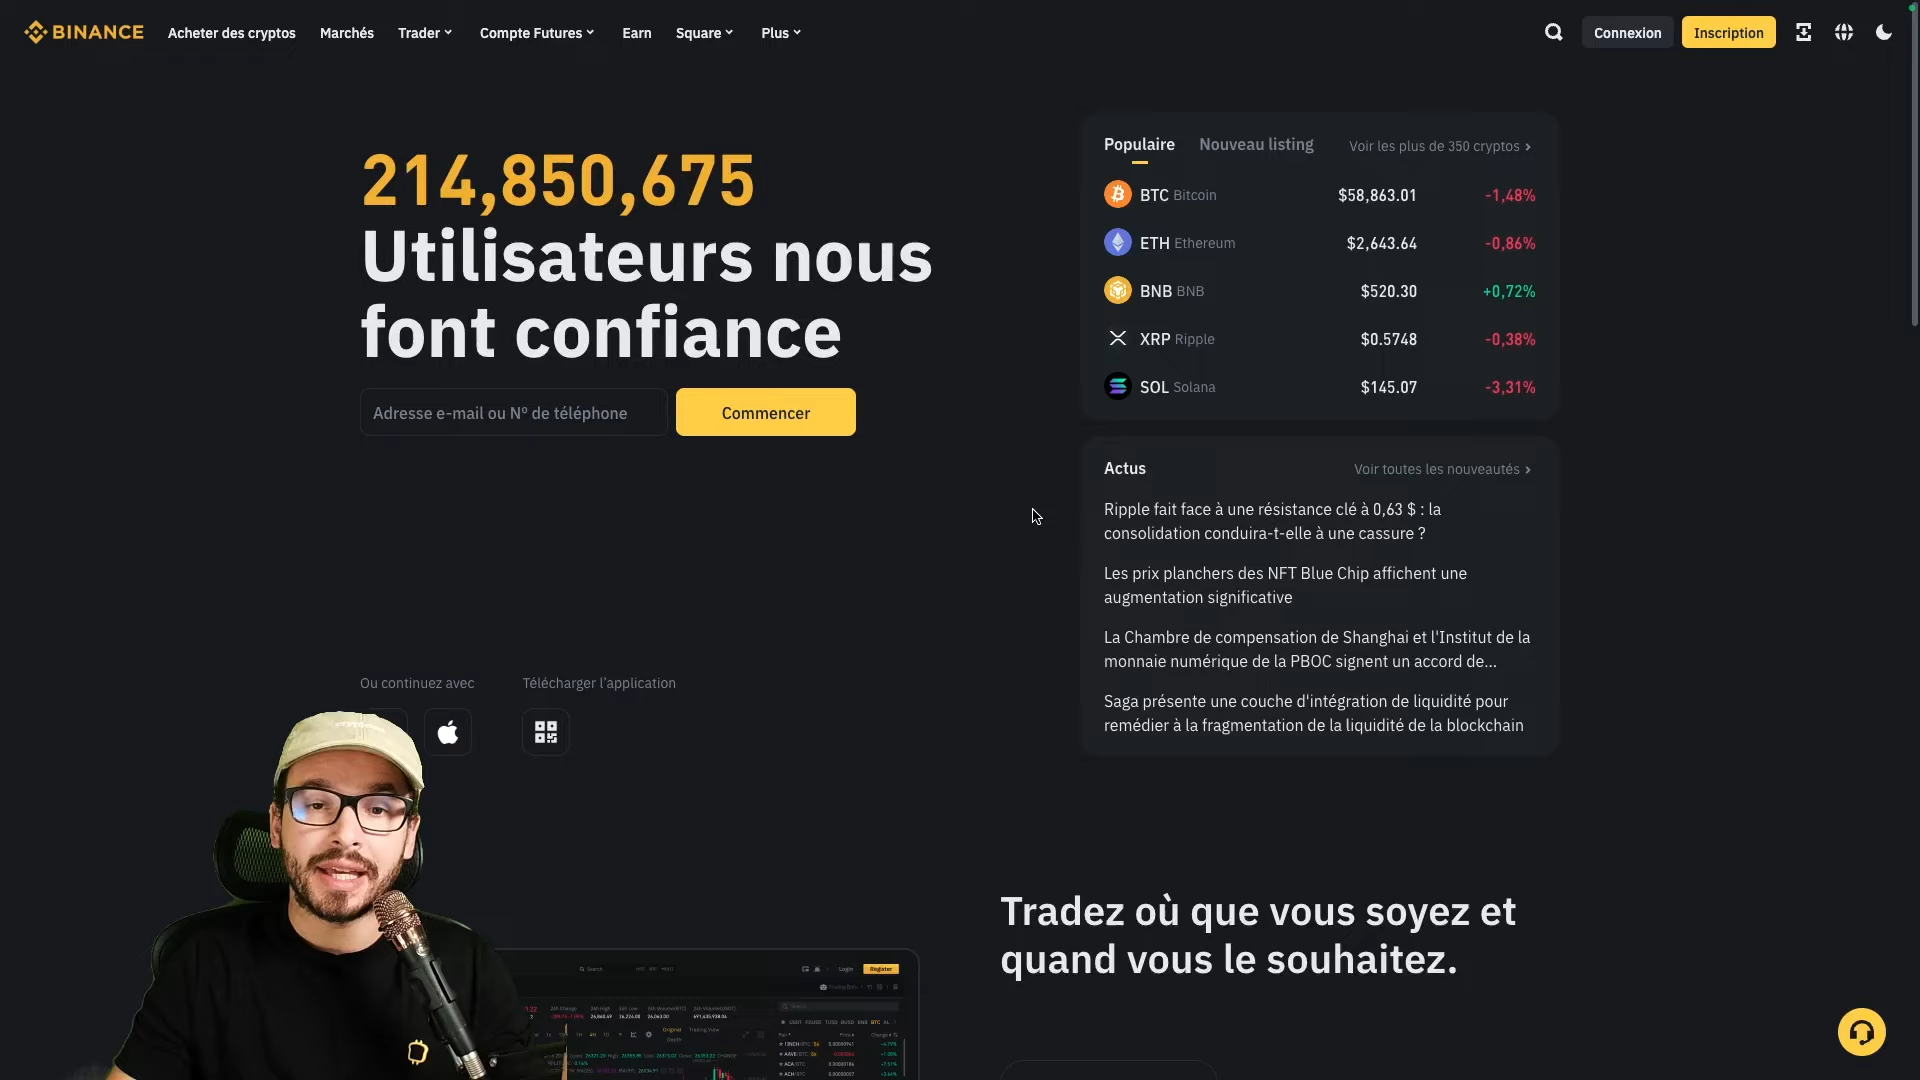 BINANCE
Acheter des cryptos
Marchés
Trader
Compte Futures
Earn
Square
Plus
Connexion
Inscription
214,850,675
Utilisateurs nous
font confiance
Adresse e-mail ou Nº de téléphone
Commencer
Populaire
Nouveau listing
Voir les plus de 350 cryptos
BTC Bitcoin $58,863.01 -1,48%
ETH Ethereum $2,643.64 -0,86%
BNB BNB $520.30 +0,72%
XRP Ripple $0.5748 -0,38%
SOL Solana $145.07 -3,31%
Actus
Voir toutes les nouveautés
Ripple fait face à une résistance clé à 0,63 $ : la
consolidation conduira-t-elle à une cassure ?
Les prix planchers des NFT Blue Chip affichent une
augmentation significative
La Chambre de compensation de Shanghai et l'Institut de la
monnaie numérique de la PBOC signent un accord de...
Saga présente une couche d'intégration de liquidité pour
remédier à la fragmentation de la liquidité de la blockchain
Ou continuez avec
Télécharger l'application
Tradez où que vous soyez et
quand vous le souhaitez.
Search
Login
Register